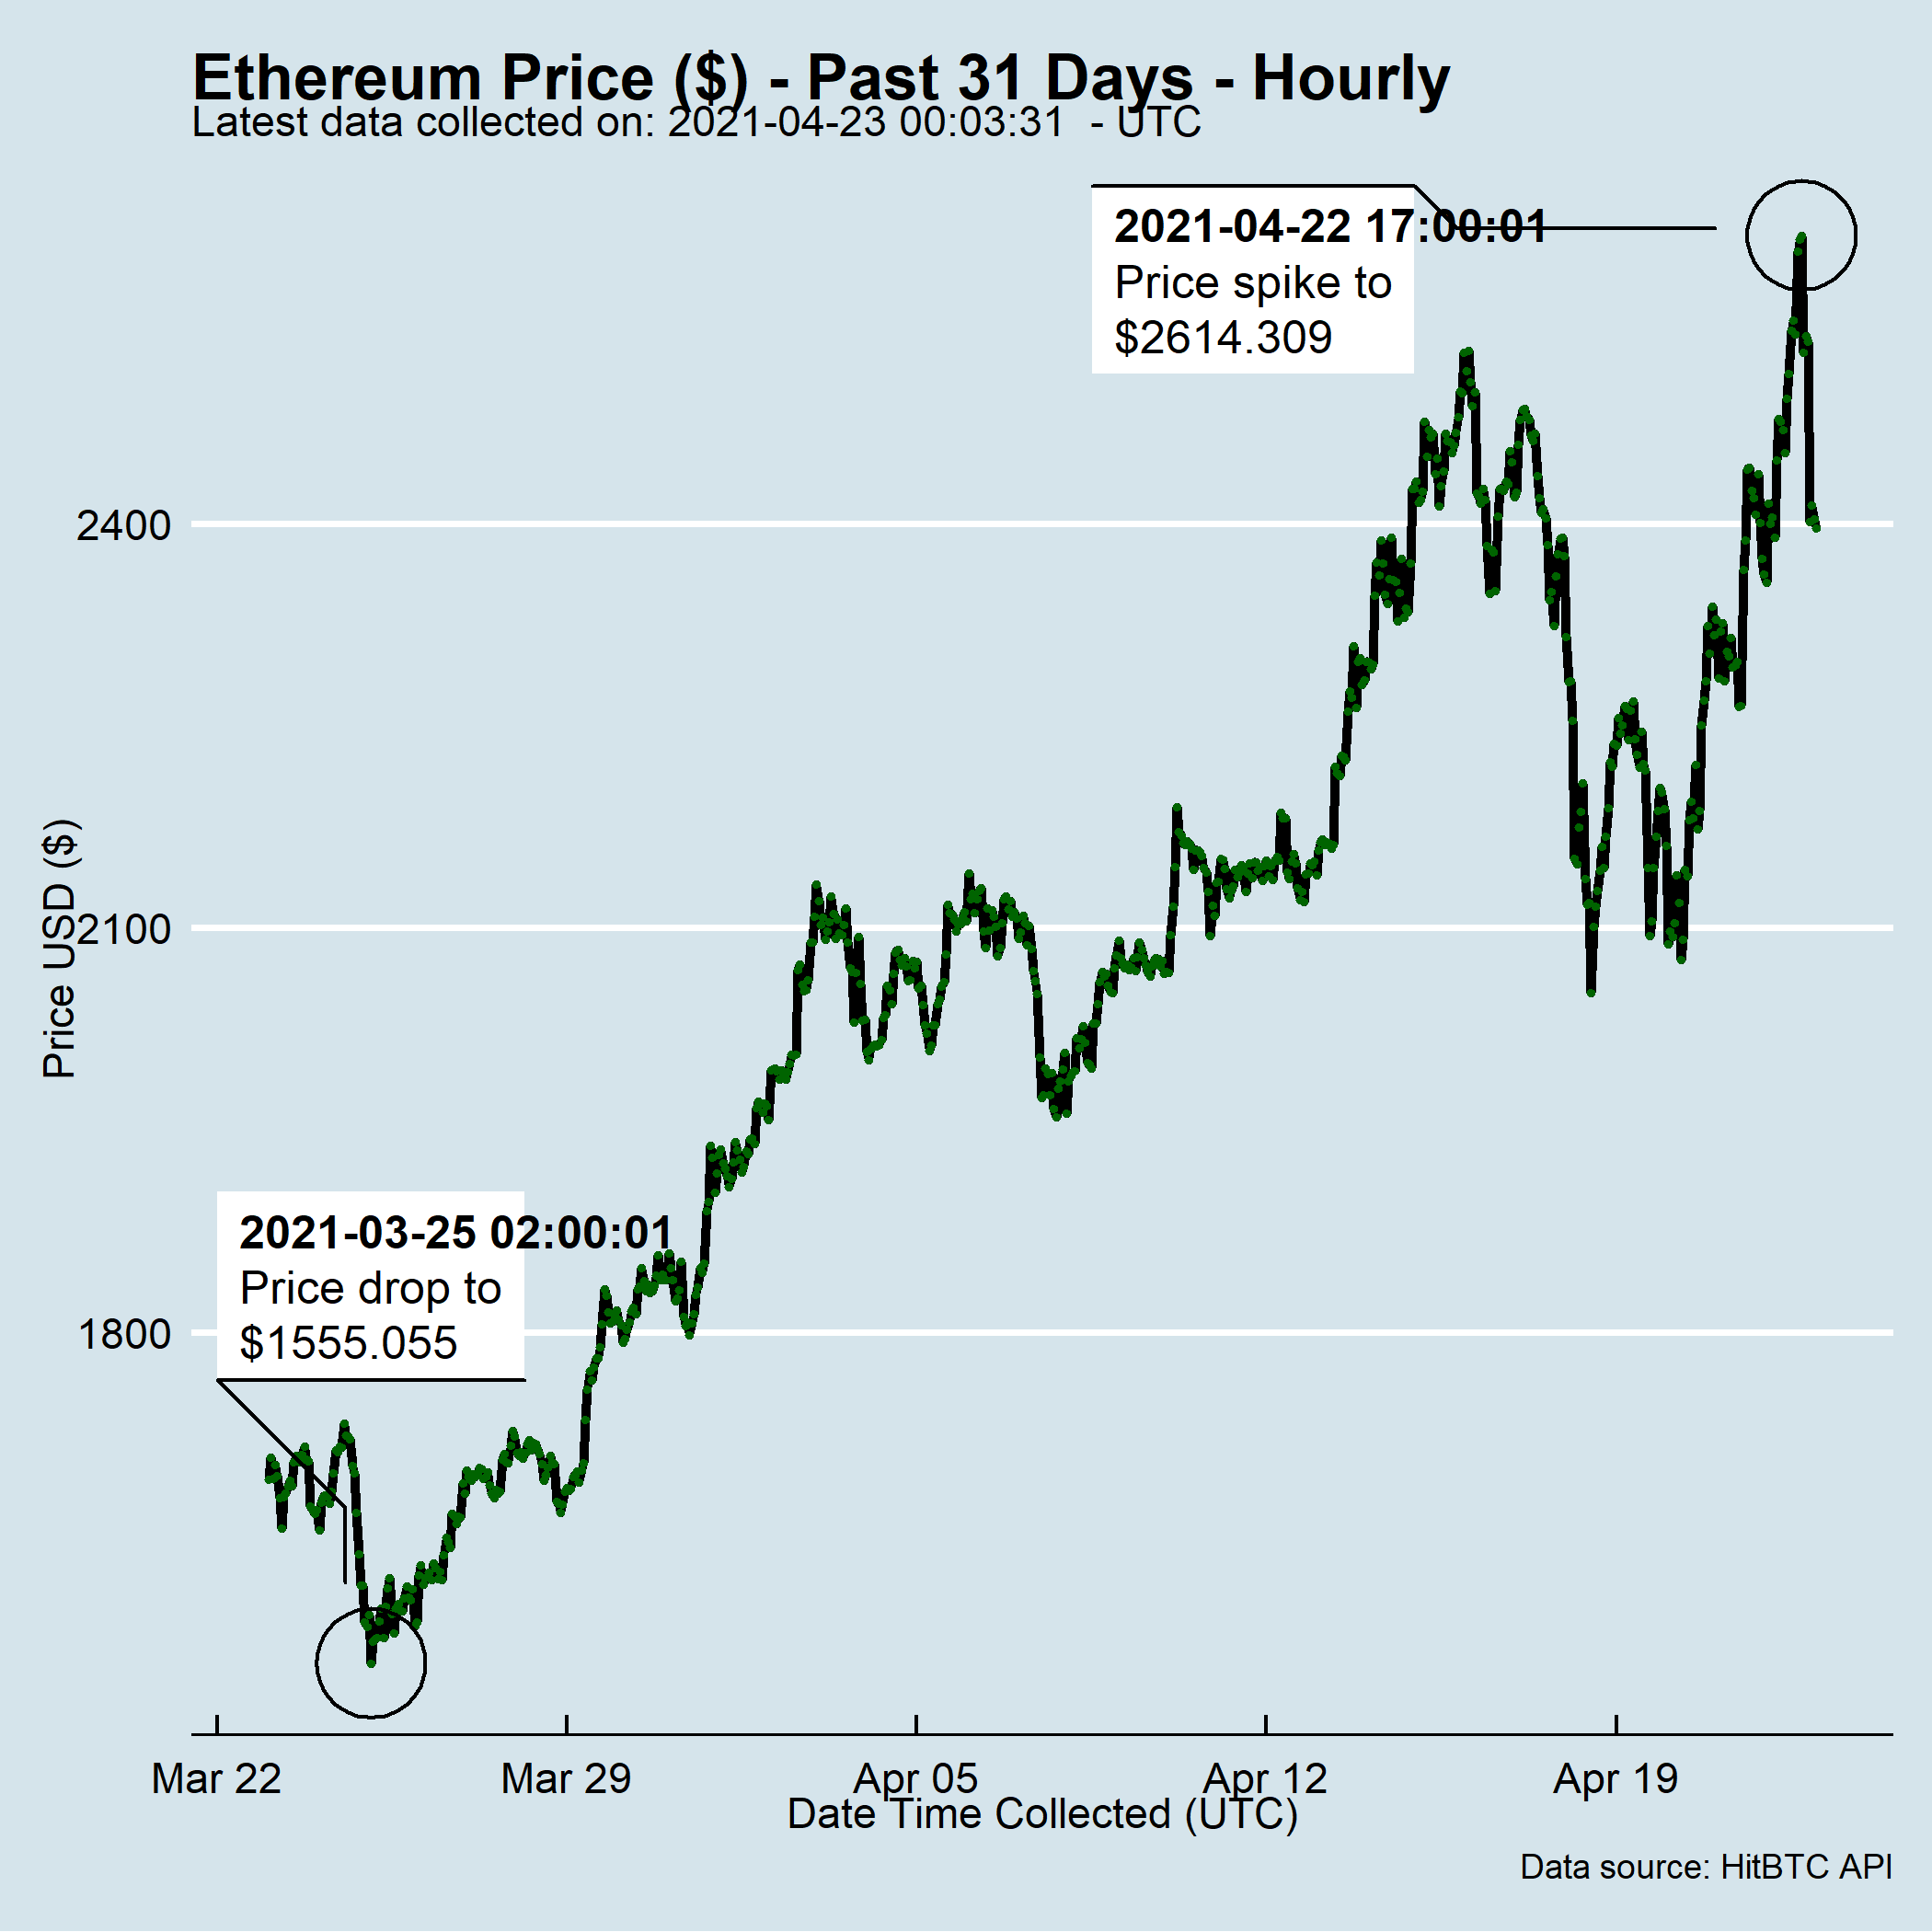 Ethereum Price ($) - Past 31 Days - Hourly
Latest data collected on: 2021-04-23 00:03:31  - UTC
2021-04-22 17:00:01
Price spike to
$2614.309
2400
2100
1800
Price USD ($)
2021-03-25 02:00:01
Price drop to
$1555.055
Mar 22
Mar 29
Apr 05
Apr 12
Apr 19
Date Time Collected (UTC)
Data source: HitBTC API